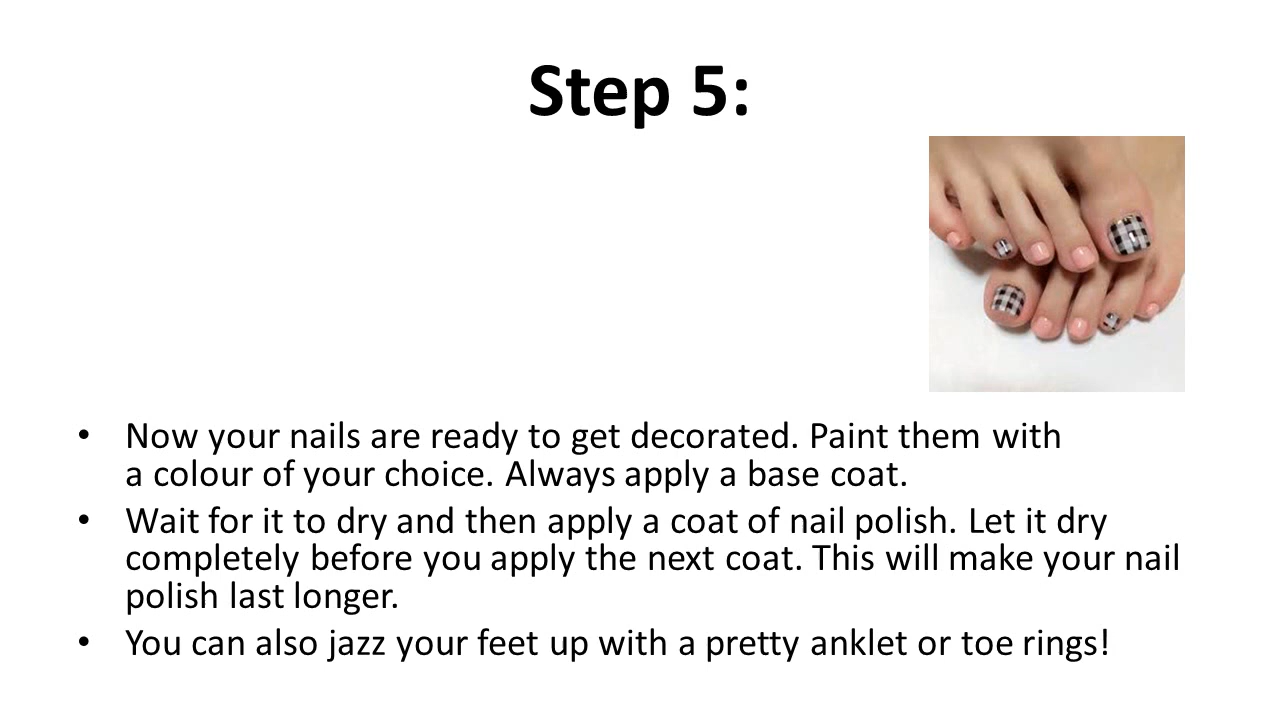 Step 5:
• Now your nails are ready to get decorated. Paint them with
a colour of your choice. Always apply a base coat.
• Wait for it to dry and then apply a coat of nail polish. Let it dry
completely before you apply the next coat. This will make your nail
polish last longer.
• You can also jazz your feet up with a pretty anklet or toe rings!